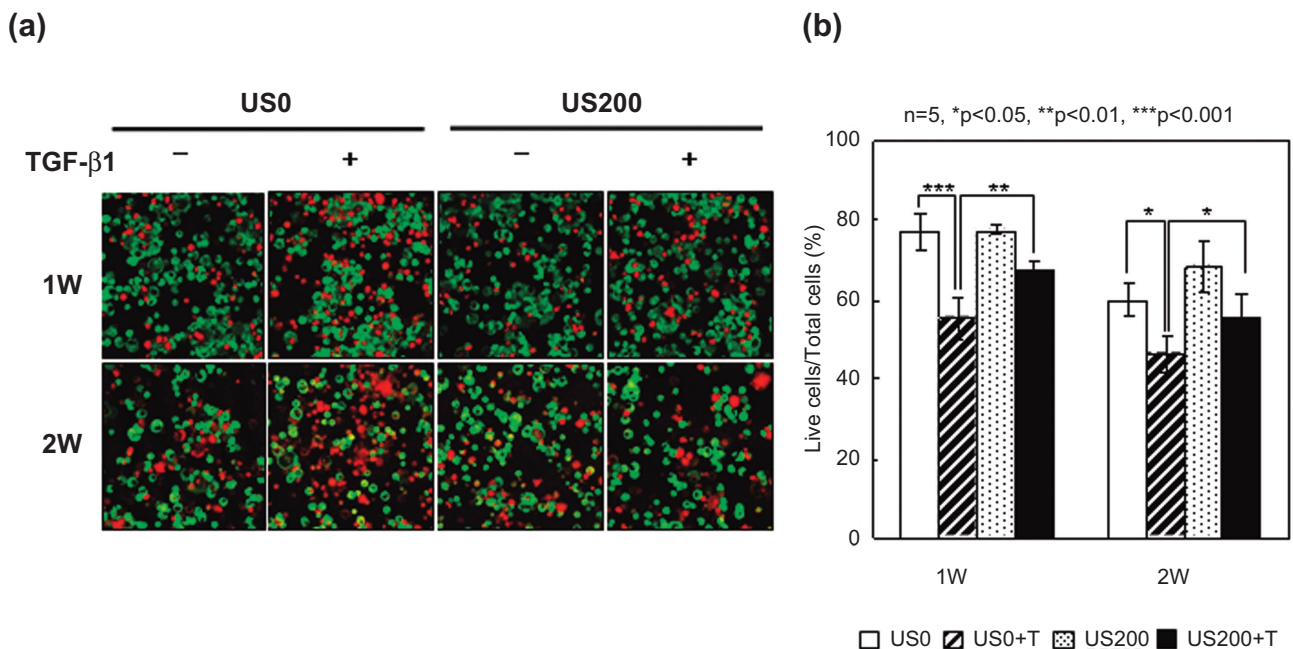 (a)
US0 US200
TGF-β1 − + − +
1W
2W
(b)
n=5, *p<0.05, **p<0.01, ***p<0.001
Live cells/Total cells (%)
100
80
60
40
20
0
*** ** * *
1W 2W
US0 US0+T US200 US200+T